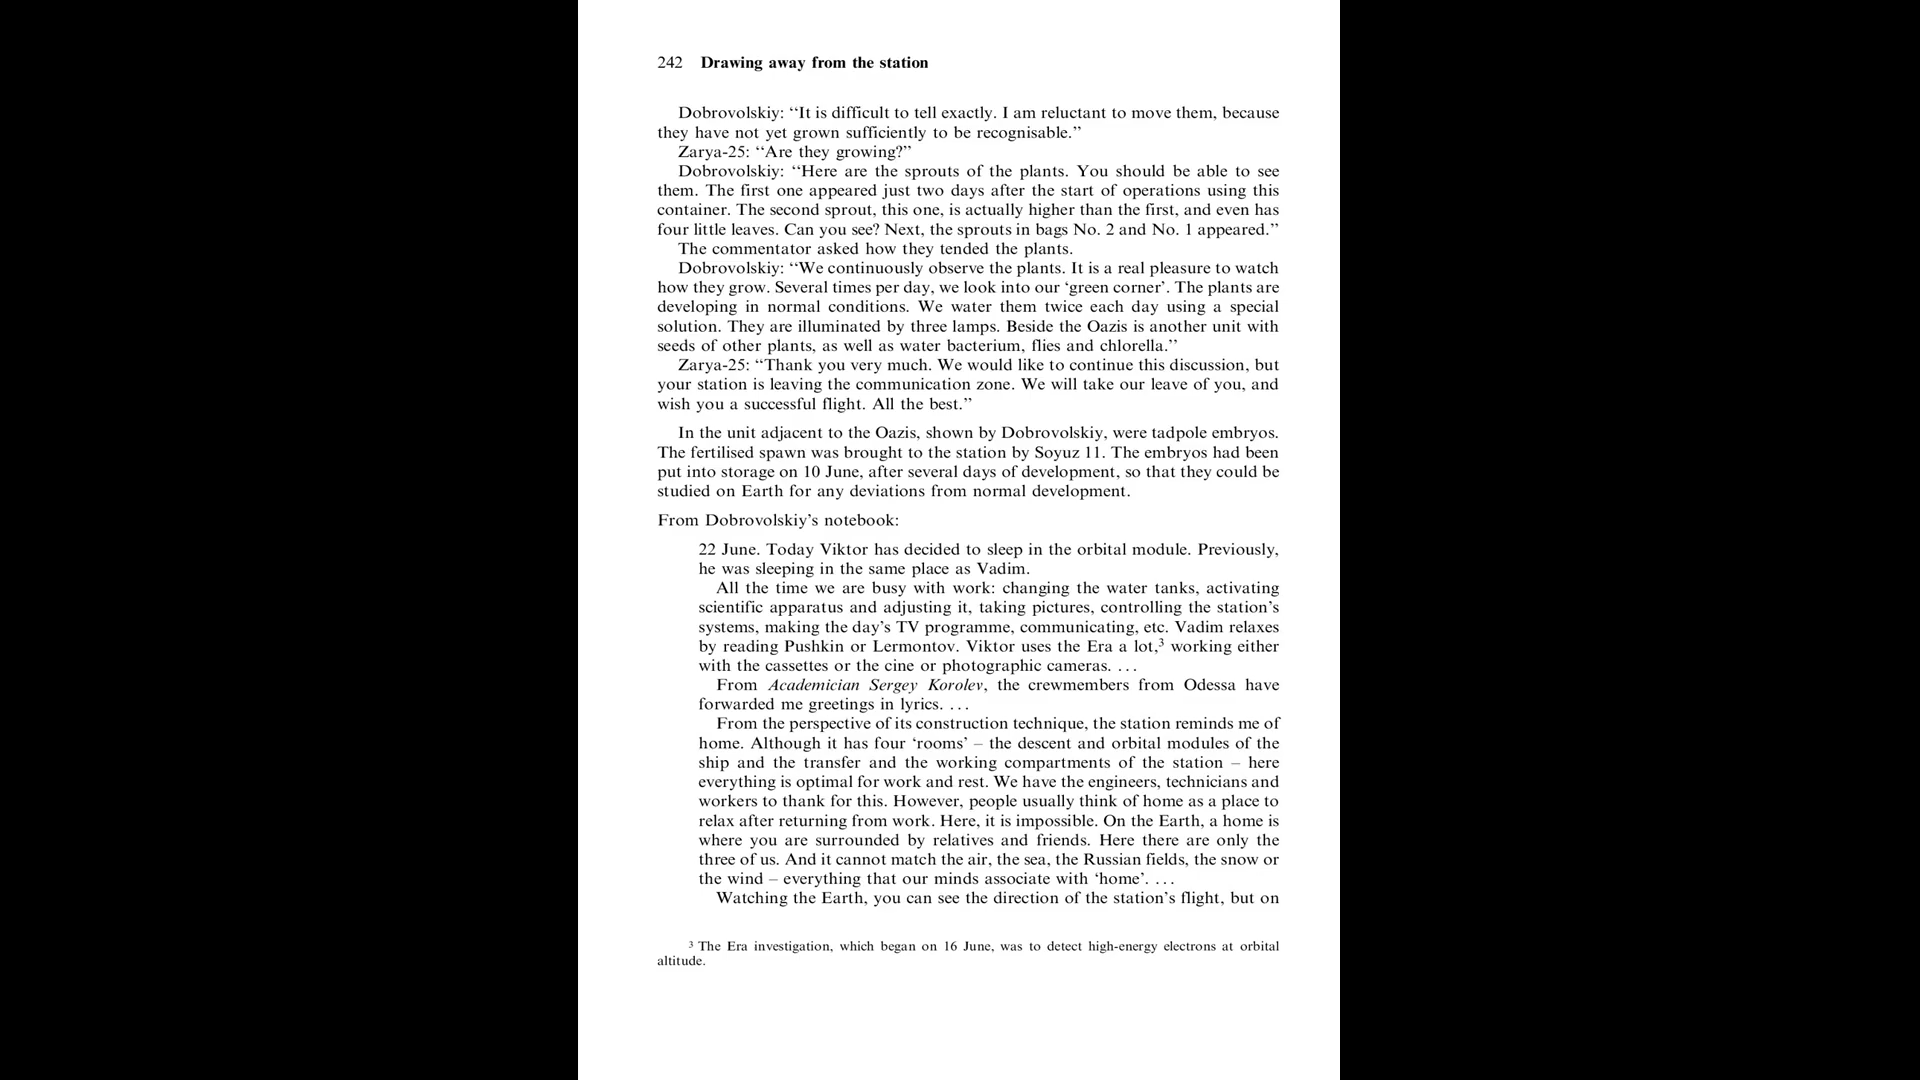 242 Drawing away from the station
Dobrovolskiy: ‘‘It is difficult to tell exactly. I am reluctant to move them, because
they have not yet grown sufficiently to be recognisable.’’
Zarya-25: ‘‘Are they growing?’’
Dobrovolskiy: ‘‘Here are the sprouts of the plants. You should be able to see
them. The first one appeared just two days after the start of operations using this
container. The second sprout, this one, is actually higher than the first, and even has
four little leaves. Can you see? Next, the sprouts in bags No. 2 and No. 1 appeared.’’
The commentator asked how they tended the plants.
Dobrovolskiy: ‘‘We continuously observe the plants. It is a real pleasure to watch
how they grow. Several times per day, we look into our ‘green corner’. The plants are
developing in normal conditions. We water them twice each day using a special
solution. They are illuminated by three lamps. Beside the Oazis is another unit with
seeds of other plants, as well as water bacterium, flies and chlorella.’’
Zarya-25: ‘‘Thank you very much. We would like to continue this discussion, but
your station is leaving the communication zone. We will take our leave of you, and
wish you a successful flight. All the best.’’
In the unit adjacent to the Oazis, shown by Dobrovolskiy, were tadpole embryos.
The fertilised spawn was brought to the station by Soyuz 11. The embryos had been
put into storage on 10 June, after several days of development, so that they could be
studied on Earth for any deviations from normal development.
From Dobrovolskiy’s notebook:
22 June. Today Viktor has decided to sleep in the orbital module. Previously,
he was sleeping in the same place as Vadim.
All the time we are busy with work: changing the water tanks, activating
scientific apparatus and adjusting it, taking pictures, controlling the station’s
systems, making the day’s TV programme, communicating, etc. Vadim relaxes
by reading Pushkin or Lermontov. Viktor uses the Era a lot,³ working either
with the cassettes or the cine or photographic cameras. . . .
From Academician Sergey Korolev, the crewmembers from Odessa have
forwarded me greetings in lyrics. . . .
From the perspective of its construction technique, the station reminds me of
home. Although it has four ‘rooms’ – the descent and orbital modules of the
ship and the transfer and the working compartments of the station – here
everything is optimal for work and rest. We have the engineers, technicians and
workers to thank for this. However, people usually think of home as a place to
relax after returning from work. Here, it is impossible. On the Earth, a home is
where you are surrounded by relatives and friends. Here there are only the
three of us. And it cannot match the air, the sea, the Russian fields, the snow or
the wind – everything that our minds associate with ‘home’. . . .
Watching the Earth, you can see the direction of the station’s flight, but on
³ The Era investigation, which began on 16 June, was to detect high-energy electrons at orbital
altitude.